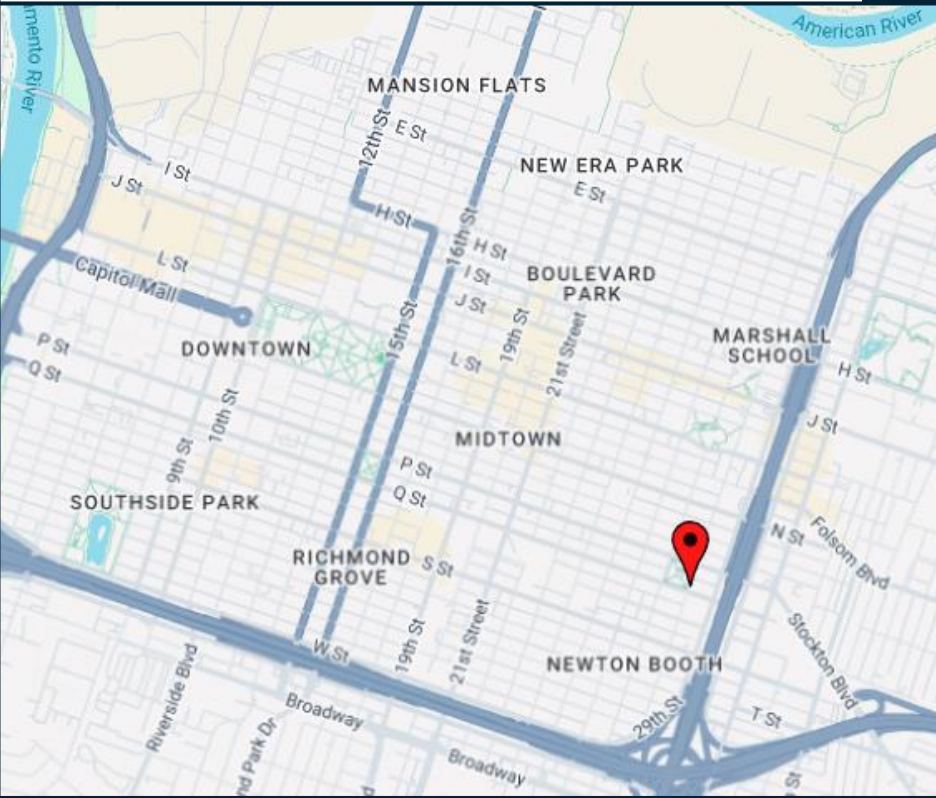 American River
amento River
MANSION FLATS
E St
12th St
NEW ERA PARK
I St
E St
J St
H St
16th St
H St
L St
I St
BOULEVARD
PARK
Capitol Mall
J St
15th St
19th St
21st Street
MARSHALL
SCHOOL
P St
DOWNTOWN
L St
H St
Q St
10th St
J St
MIDTOWN
9th St
P St
Q St
SOUTHSIDE PARK
N St
Folsom Blvd
RICHMOND
GROVE
S St
Stockton Blvd
19th St
21st Street
W St
NEWTON BOOTH
Riverside Blvd
29th St
T St
Broadway
nd Park Dr
Broadway
St